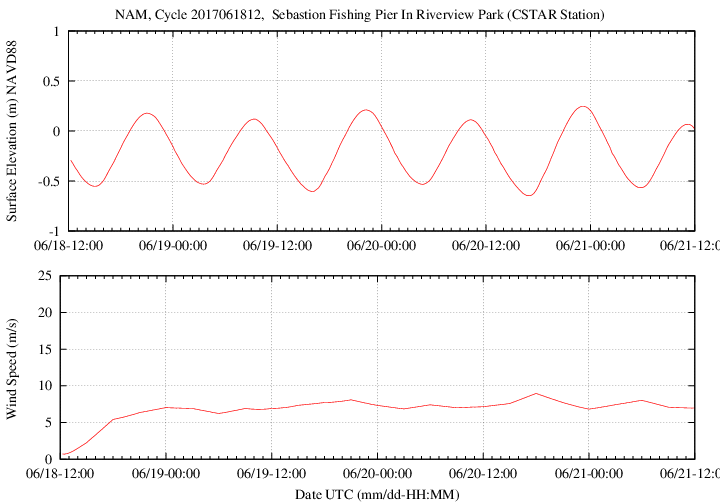 NAM, Cycle 2017061812,  Sebastion Fishing Pier In Riverview Park (CSTAR Station)
Surface Elevation (m) NAVD88
1
0.5
0
-0.5
-1
06/18-12:00 06/19-00:00 06/19-12:00 06/20-00:00 06/20-12:00 06/21-00:00 06/21-12:0
Wind Speed (m/s)
25
20
15
10
5
0
06/18-12:00 06/19-00:00 06/19-12:00 06/20-00:00 06/20-12:00 06/21-00:00 06/21-12:0
Date UTC (mm/dd-HH:MM)